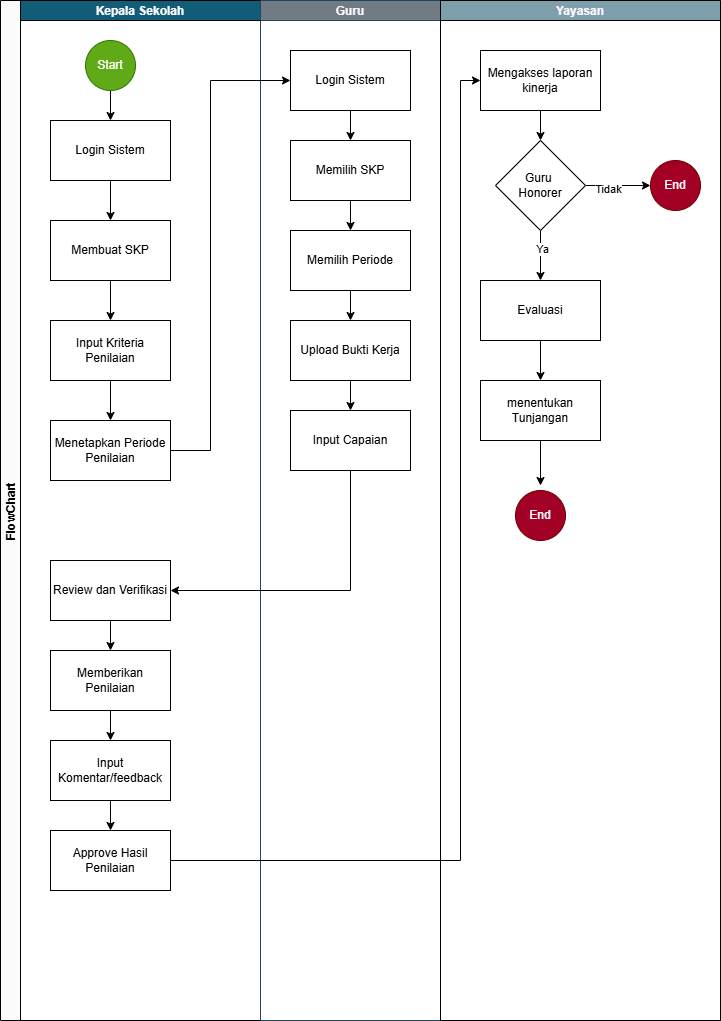 FlowChart
Kepala Sekolah
Guru
Yayasan
Start
Login Sistem
Membuat SKP
Input Kriteria
Penilaian
Menetapkan Periode
Penilaian
Login Sistem
Memilih SKP
Memilih Periode
Upload Bukti Kerja
Input Capaian
Review dan Verifikasi
Memberikan
Penilaian
Input
Komentar/feedback
Approve Hasil
Penilaian
Mengakses laporan
kinerja
Guru
Honorer
Tidak
End
Ya
Evaluasi
menentukan
Tunjangan
End